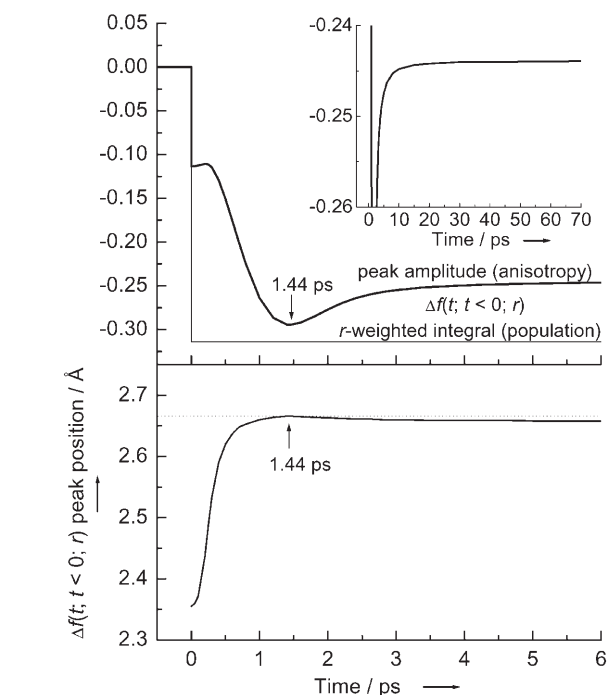 0.05
0.00
-0.05
-0.10
-0.15
-0.20
-0.25
-0.30
-0.24
-0.25
-0.26
0 10 20 30 40 50 60 70
Time / ps
peak amplitude (anisotropy)
1.44 ps
Δf(t; t < 0; r)
r-weighted integral (population)
2.7
2.6
2.5
2.4
2.3
1.44 ps
Δf(t; t < 0; r) peak position / Å
0 1 2 3 4 5 6
Time / ps